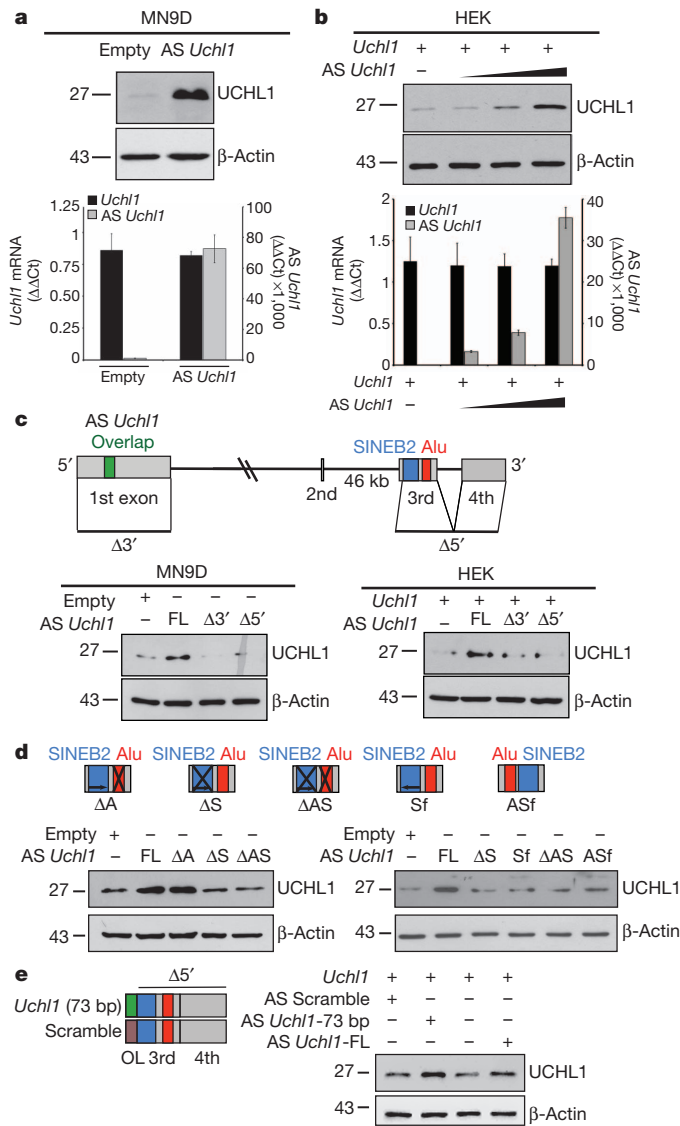 a
MN9D
Empty AS Uchl1
27 UCHL1
43 β-Actin
1.25
1
0.75
0.50
0.25
0
Uchl1 mRNA
(ΔΔCt)
Uchl1
AS Uchl1
100
80
60
40
20
0
AS Uchl1
(ΔΔCt) ×1,000
Empty AS Uchl1
b
HEK
Uchl1 + + + +
AS Uchl1 –
27 UCHL1
43 β-Actin
2
1.5
1
0.5
0
Uchl1 mRNA
(ΔΔCt)
Uchl1
AS Uchl1
40
30
20
10
0
AS Uchl1
(ΔΔCt) ×1,000
Uchl1 + + + +
AS Uchl1 –
c
AS Uchl1
Overlap
SINEB2 Alu
5′ 3′
1st exon 2nd 46 kb 3rd 4th
Δ3′ Δ5′
MN9D
Empty + – – –
AS Uchl1 – FL Δ3′ Δ5′
27 UCHL1
43 β-Actin
HEK
Uchl1 + + + +
AS Uchl1 – FL Δ3′ Δ5′
27 UCHL1
43 β-Actin
d
SINEB2 Alu SINEB2 Alu SINEB2 Alu SINEB2 Alu Alu SINEB2
ΔA ΔS ΔAS Sf ASf
Empty + – – – –
AS Uchl1 – FL ΔA ΔS ΔAS
27 UCHL1
43 β-Actin
Empty + – – – – –
AS Uchl1 – FL ΔS Sf ΔAS ASf
27 UCHL1
43 β-Actin
e
Δ5′
Uchl1 (73 bp)
Scramble
OL 3rd 4th
Uchl1 + + + +
AS Scramble + – – –
AS Uchl1-73 bp – + – –
AS Uchl1-FL – – – +
27 UCHL1
43 β-Actin